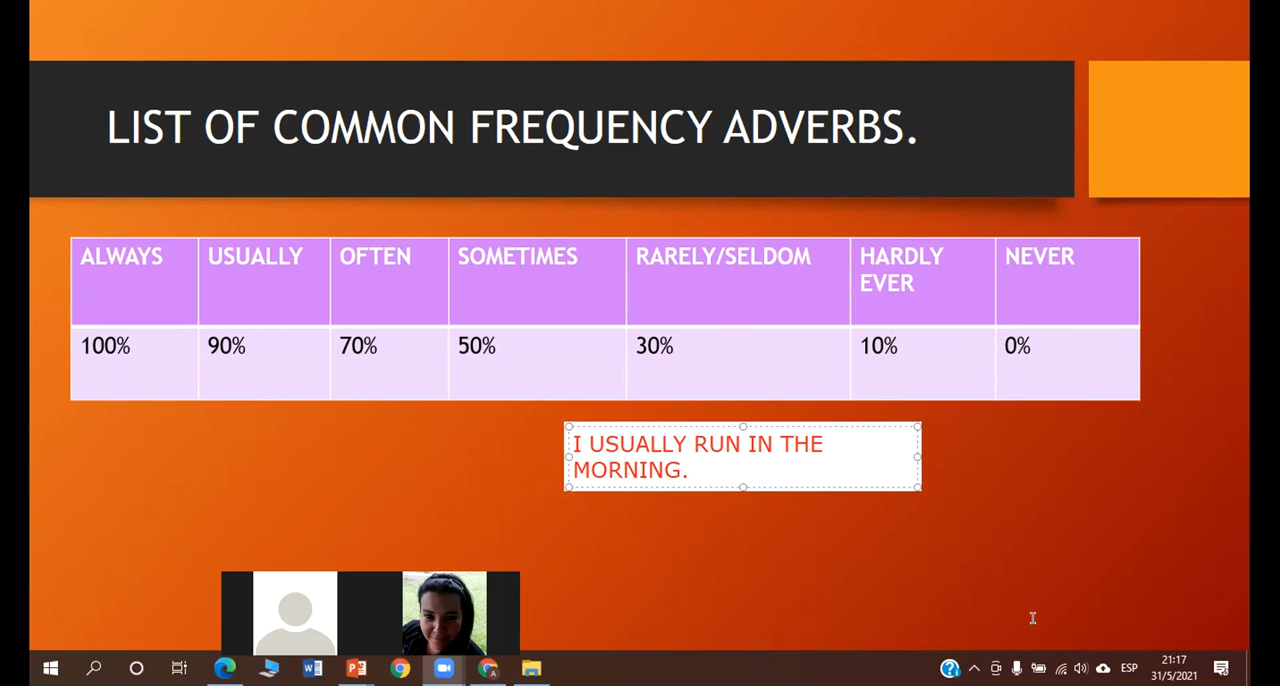 LIST OF COMMON FREQUENCY ADVERBS.
ALWAYS USUALLY OFTEN SOMETIMES RARELY/SELDOM HARDLY EVER NEVER
100% 90% 70% 50% 30% 10% 0%
I USUALLY RUN IN THE
MORNING.
ESP
21:17
31/5/2021